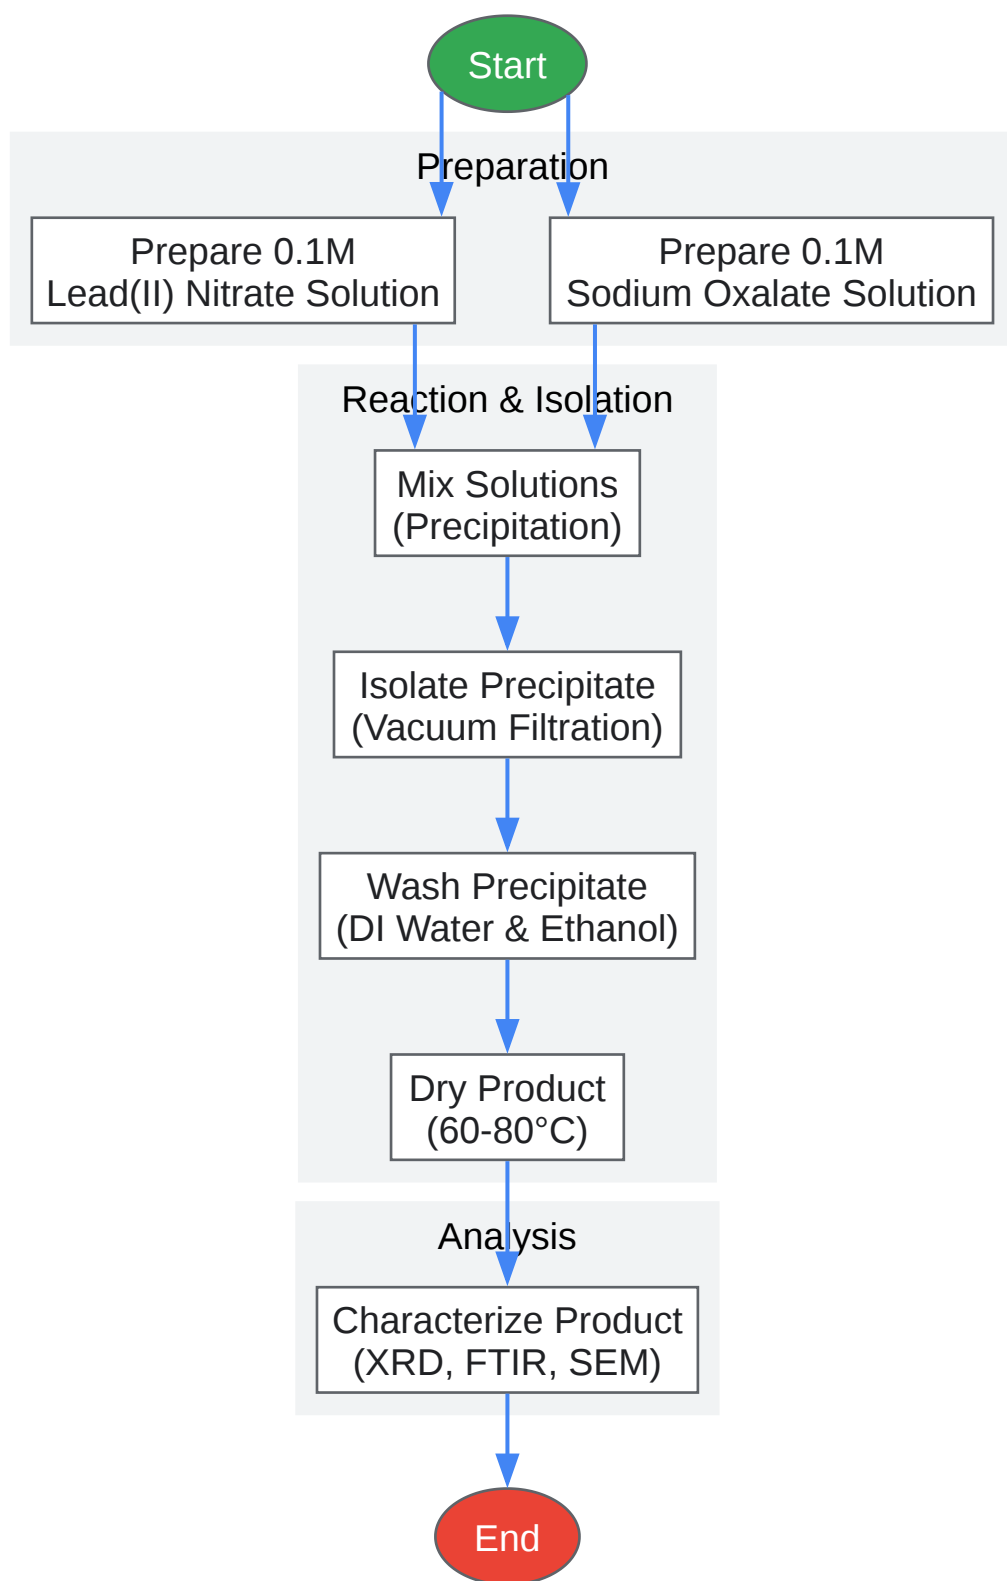 Start
Preparation
Prepare 0.1M
Lead(II) Nitrate Solution
Prepare 0.1M
Sodium Oxalate Solution
Reaction & Isolation
Mix Solutions
(Precipitation)
Isolate Precipitate
(Vacuum Filtration)
Wash Precipitate
(DI Water & Ethanol)
Dry Product
(60-80°C)
Analysis
Characterize Product
(XRD, FTIR, SEM)
End